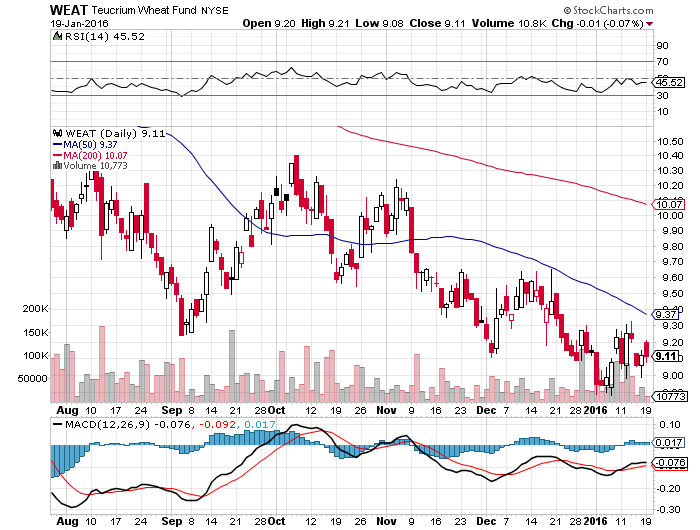 WEAT Teucrium Wheat Fund NYSE © StockCharts.com
19-Jan-2016 Open 9.20 High 9.21 Low 9.08 Close 9.11 Volume 10.8K Chg -0.01 (-0.07%)
RSI(14) 45.52
90
70
50
45.52
30
10
WEAT (Daily) 9.11
MA(50) 9.37
MA(200) 10.07
Volume 10,773
10.50
10.40
10.30
10.20
10.07
10.00
9.90
9.80
9.70
9.60
9.50
9.37
9.30
9.20
9.11
9.00
10773
200K
150K
100K
50000
Aug 10 17 24 Sep 8 14 21 28 Oct 12 19 26 Nov 9 16 23 Dec 7 14 21 28 2016 11 19
MACD(12,26,9) -0.076, -0.092, 0.017
0.10
0.017
-0.076
-0.20
-0.30
Aug 10 17 24 Sep 8 14 21 28 Oct 12 19 26 Nov 9 16 23 Dec 7 14 21 28 2016 11 19